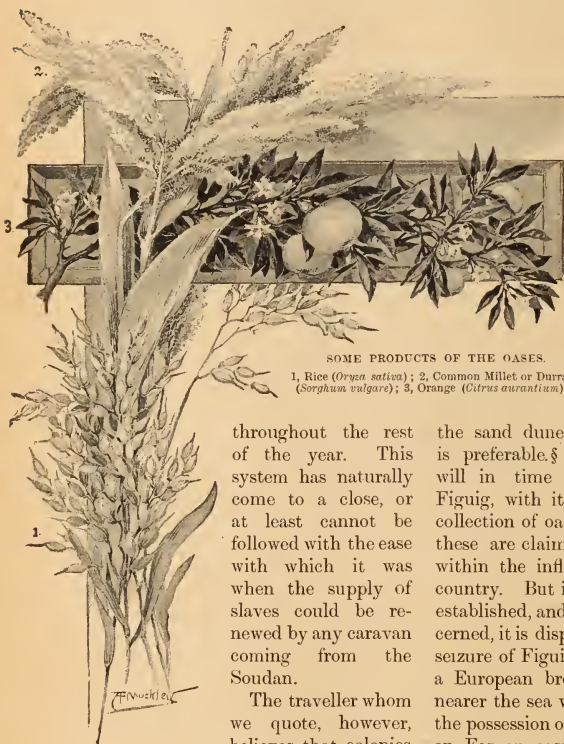 2.
3
SOME PRODUCTS OF THE OASES.
1, Rice (Oryza sativa); 2, Common Millet or Durra
(Sorghum vulgare); 3, Orange (Citrus aurantium)
1.
throughout the rest
of the year. This
system has naturally
come to a close, or
at least cannot be
followed with the ease
with which it was
when the supply of
slaves could be re-
newed by any caravan
coming from the
Soudan.
The traveller whom
we quote, however,
believes that colonies
the sand dune
is preferable.§
will in time
Figuig, with it
collection of oa
these are claim
within the infl
country. But i
established, and
cerned, it is disp
seizure of Figui
a European br
nearer the sea w
the possession o